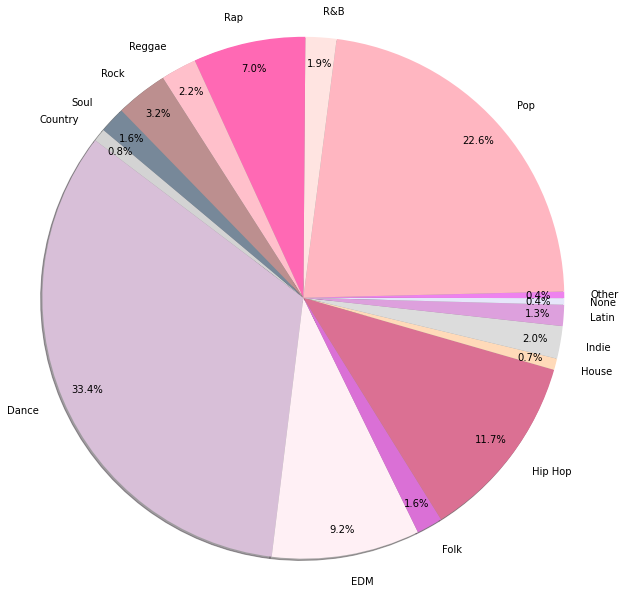 R&B
Rap
1.9%
Reggae
7.0%
Rock
2.2%
Soul
3.2%
Country
1.6%
0.8%
Pop
22.6%
Other
0.4%
None
0.4%
Latin
1.3%
Indie
2.0%
House
0.7%
Dance
33.4%
Hip Hop
11.7%
Folk
1.6%
EDM
9.2%